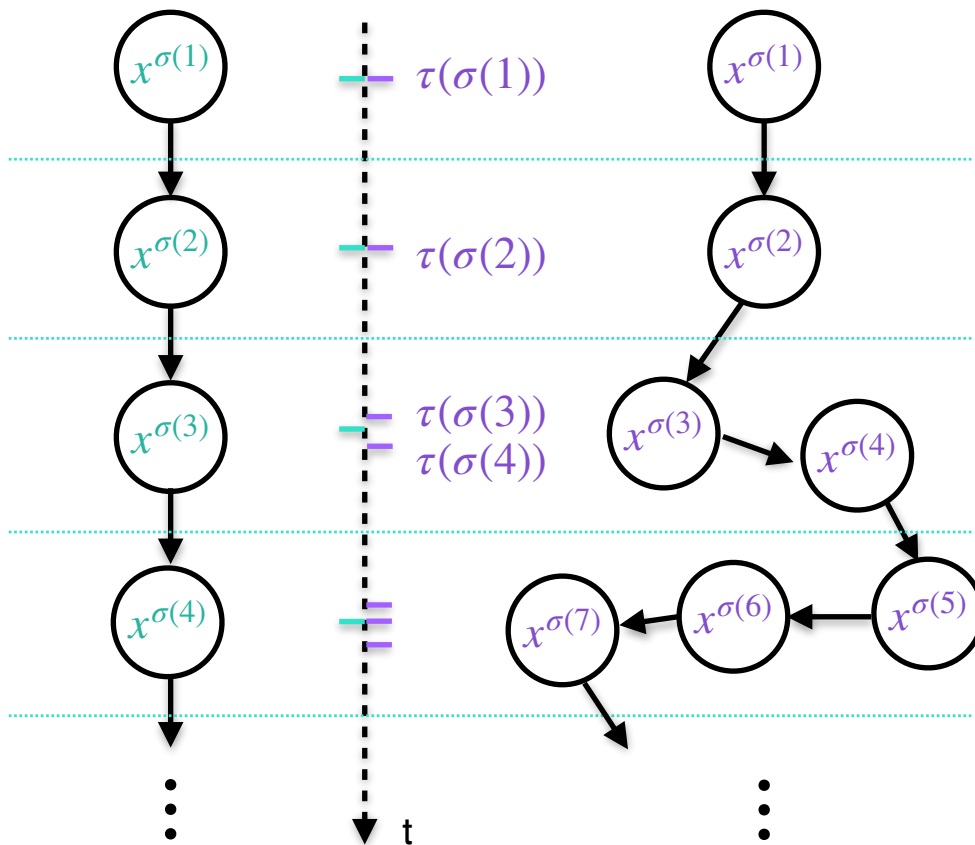 x^{σ(1)} τ(σ(1)) x^{σ(1)}
x^{σ(2)} τ(σ(2)) x^{σ(2)}
x^{σ(3)} τ(σ(3)) x^{σ(3)}
τ(σ(4)) x^{σ(4)}
x^{σ(4)} x^{σ(7)} x^{σ(6)} x^{σ(5)}
t